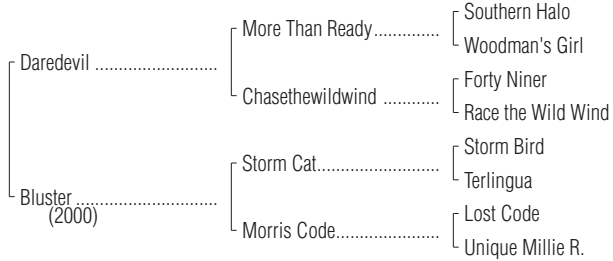 Southern Halo
More Than Ready..............
Woodman's Girl
Daredevil ..........................
Forty Niner
Chasethewildwind ............
Race the Wild Wind
Storm Bird
Storm Cat..........................
Terlingua
Bluster ..............................
(2000)
Lost Code
Morris Code......................
Unique Millie R.